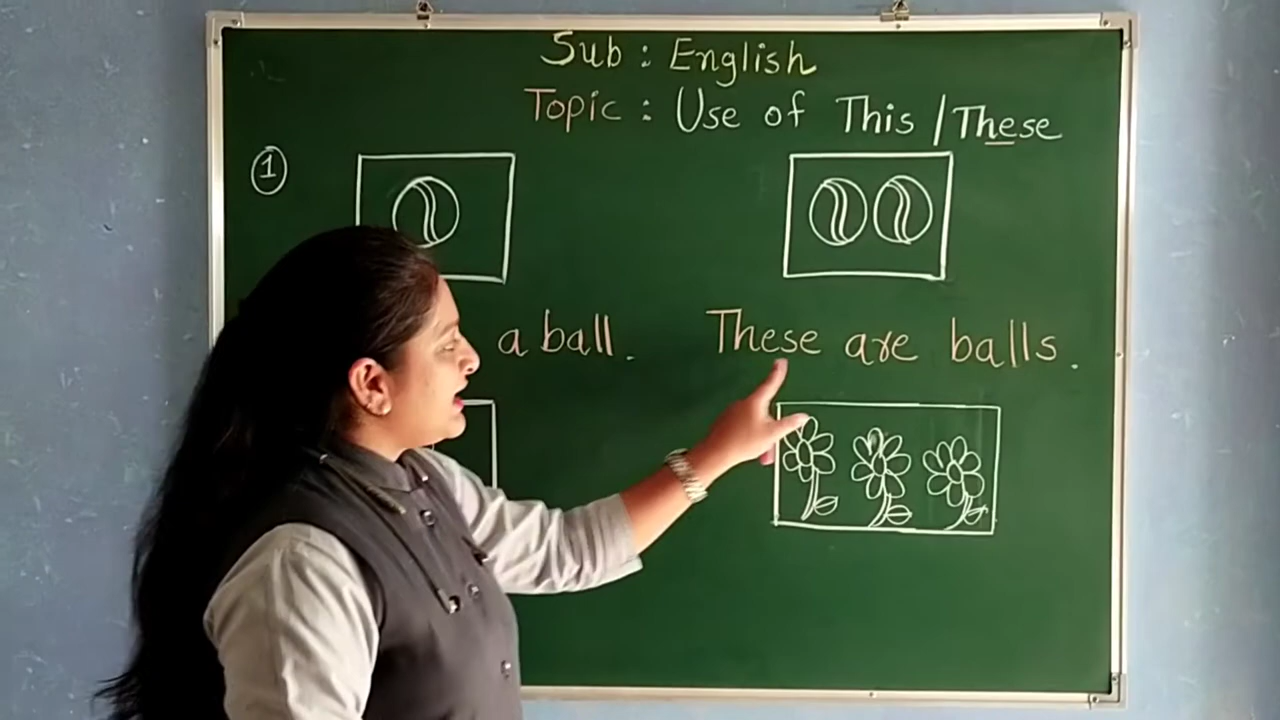 Sub : English
Topic : Use of This / These
1
a ball. These are balls.